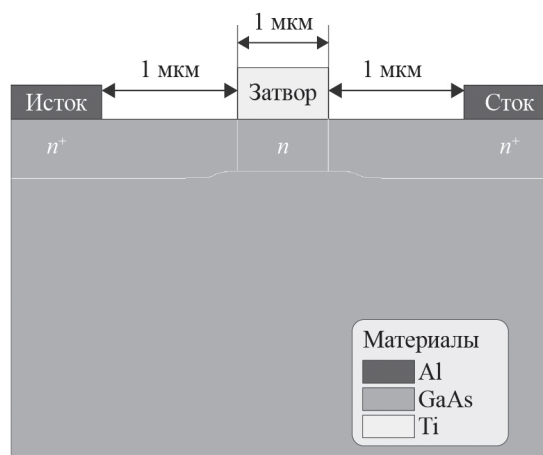 1 мкм
1 мкм
1 мкм
Исток
Затвор
Сток
n⁺
n
n⁺
Материалы
Al
GaAs
Ti